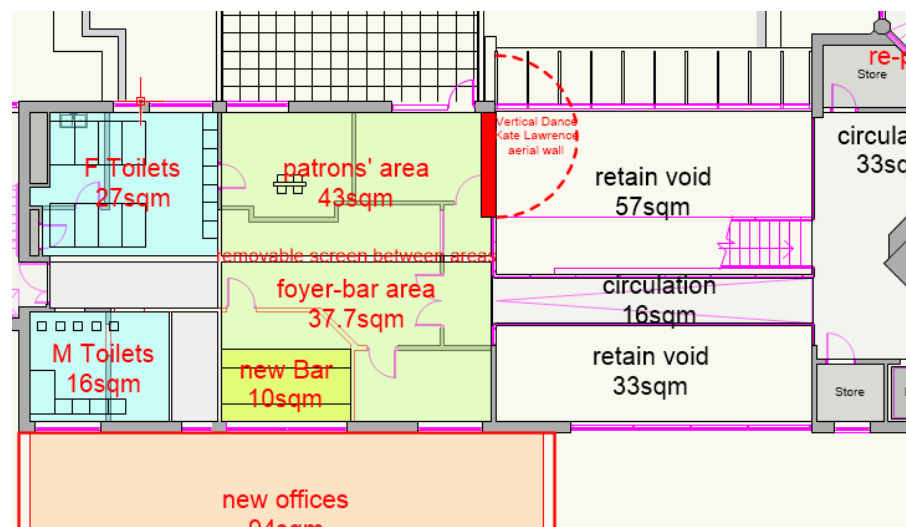 re-p
Store
Vertical Dance
Kate Lawrence
aerial wall
circula
33sq
F Toilets
27sqm
patrons' area
43sqm
retain void
57sqm
removable screen between areas
foyer-bar area
37.7sqm
circulation
16sqm
M Toilets
16sqm
new Bar
10sqm
retain void
33sqm
Store
new offices
94sqm